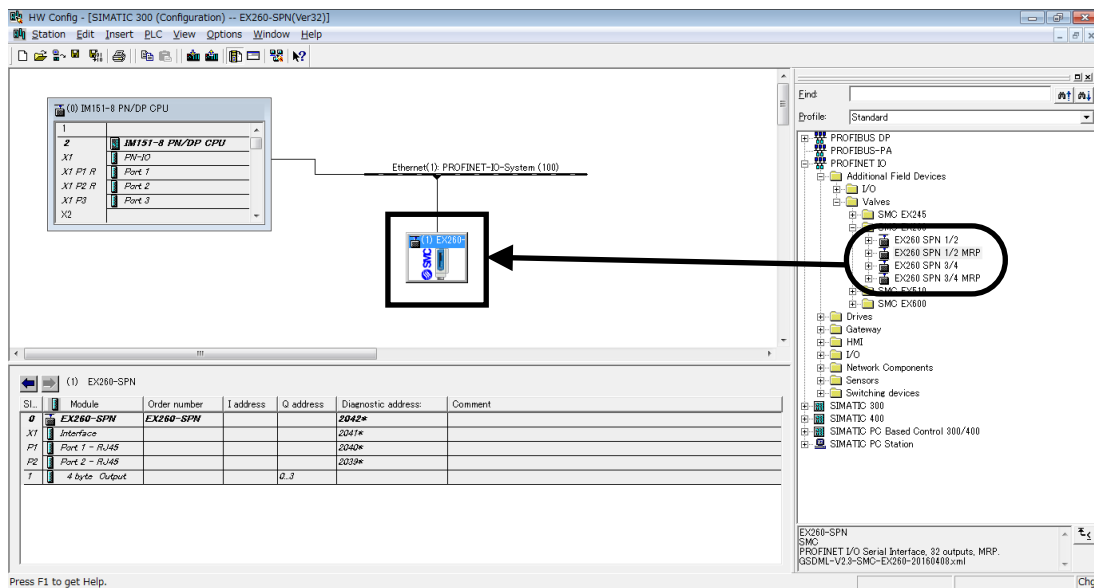 HW Config - [SIMATIC 300 (Configuration) -- EX260-SPN(Ver32)]
Station Edit Insert PLC View Options Window Help
(0) IM151-8 PN/DP CPU
1
2 IM151-8 PN/DP CPU
X1 PN-IO
X1 P1 R Port 1
X1 P2 R Port 2
X1 P3 Port 3
X2
Ethernet(1): PROFINET-IO-System (100)
(1) EX260-
SMC
Find:
Profile: Standard
PROFIBUS DP
PROFIBUS-PA
PROFINET IO
Additional Field Devices
I/O
Valves
SMC EX245
SMC EX260
EX260 SPN 1/2
EX260 SPN 1/2 MRP
EX260 SPN 3/4
EX260 SPN 3/4 MRP
SMC EX510
SMC EX600
Drives
Gateway
HMI
I/O
Network Components
Sensors
Switching devices
SIMATIC 300
SIMATIC 400
SIMATIC PC Based Control 300/400
SIMATIC PC Station
(1) EX260-SPN
Sl... Module Order number I address Q address Diagnostic address: Comment
0 EX260-SPN EX260-SPN 2042*
X1 Interface 2041*
P1 Port 1 - RJ45 2040*
P2 Port 2 - RJ45 2039*
1 4 byte Output 0..3
EX260-SPN
SMC
PROFINET I/O Serial Interface, 32 outputs, MRP.
GSDML-V2.3-SMC-EX260-20160408.xml
Press F1 to get Help.
Chg